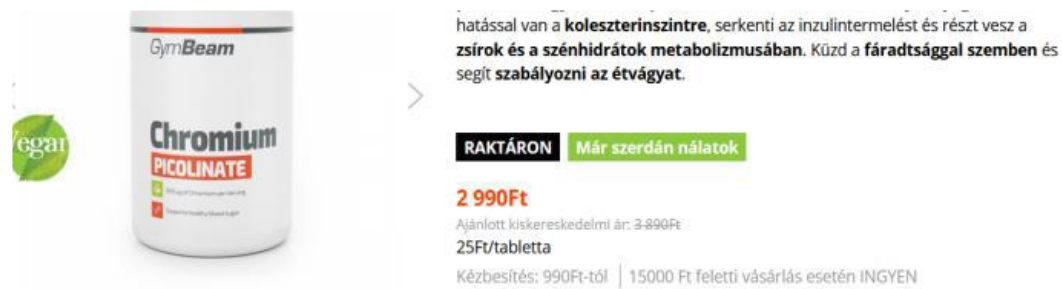 hatással van a koleszterinszintre, serkenti az inzulintermelést és részt vesz a
zsírok és a szénhidrátok metabolizmusában. Küzd a fáradtsággal szemben és
segít szabályozni az étvágyat.
GymBeam
Vegan
Chromium
PICOLINATE
RAKTÁRON Már szerdán nálatok
2 990Ft
Ajánlott kiskereskedelmi ár: 3 890Ft
25Ft/tabletta
Kézbesítés: 990Ft-tól | 15000 Ft feletti vásárlás esetén INGYEN